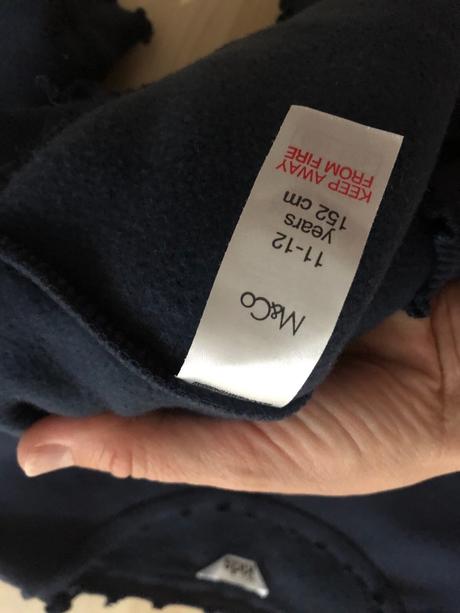 M&Co
11-12
years
152 cm
KEEP AWAY
FROM FIRE